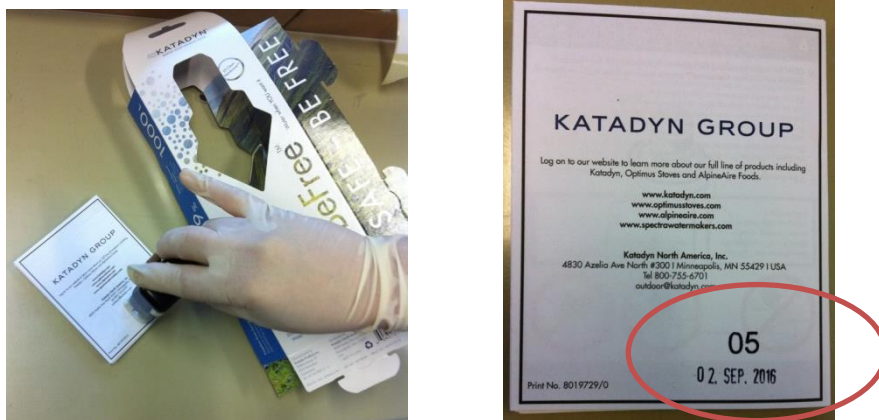 KATADYN
1000 L
BeFree
BE FREE
KATADYN GROUP
KATADYN GROUP
Log on to our website to learn more about our full line of products including
Katadyn, Optimus Stoves and AlpineAire Foods.
www.katadyn.com
www.optimusstoves.com
www.alpineaire.com
www.spectrawatermakers.com
Katadyn North America, Inc.
4830 Azelia Ave North #300 I Minneapolis, MN 55429 I USA
Tel 800-755-6701
outdoor@katadyn.com
05
02. SEP. 2016
Print No. 8019729/0